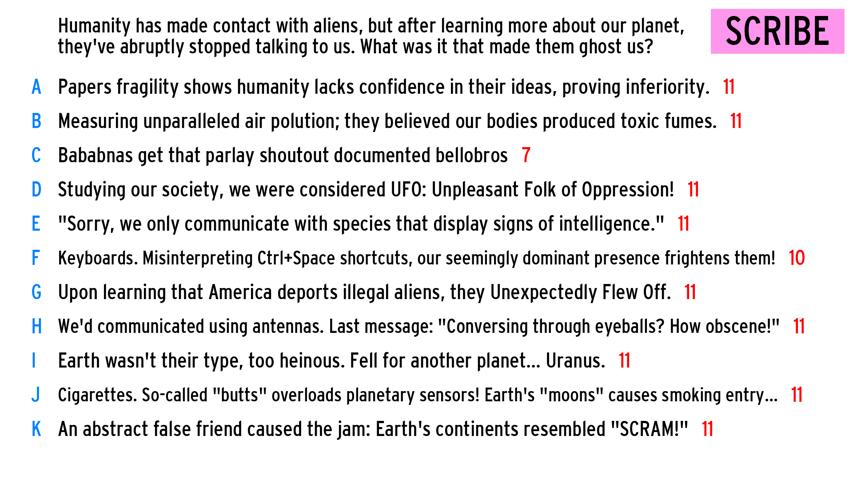 Humanity has made contact with aliens, but after learning more about our planet,
they've abruptly stopped talking to us. What was it that made them ghost us?
SCRIBE
A Papers fragility shows humanity lacks confidence in their ideas, proving inferiority. 11
B Measuring unparalleled air polution; they believed our bodies produced toxic fumes. 11
C Bababnas get that parlay shoutout documented bellobros 7
D Studying our society, we were considered UFO: Unpleasant Folk of Oppression! 11
E "Sorry, we only communicate with species that display signs of intelligence." 11
F Keyboards. Misinterpreting Ctrl+Space shortcuts, our seemingly dominant presence frightens them! 10
G Upon learning that America deports illegal aliens, they Unexpectedly Flew Off. 11
H We'd communicated using antennas. Last message: "Conversing through eyeballs? How obscene!" 11
I Earth wasn't their type, too heinous. Fell for another planet... Uranus. 11
J Cigarettes. So-called "butts" overloads planetary sensors! Earth's "moons" causes smoking entry... 11
K An abstract false friend caused the jam: Earth's continents resembled "SCRAM!" 11